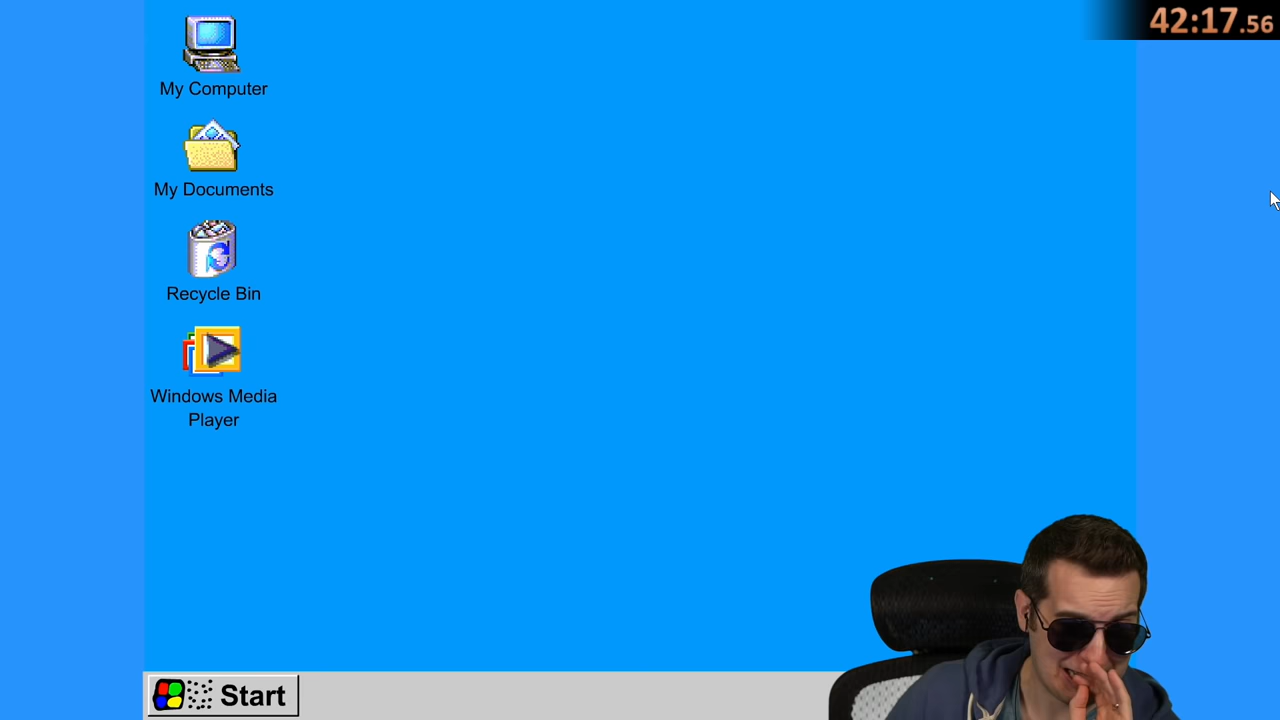 42:17.56
My Computer
My Documents
Recycle Bin
Windows Media
Player
Start